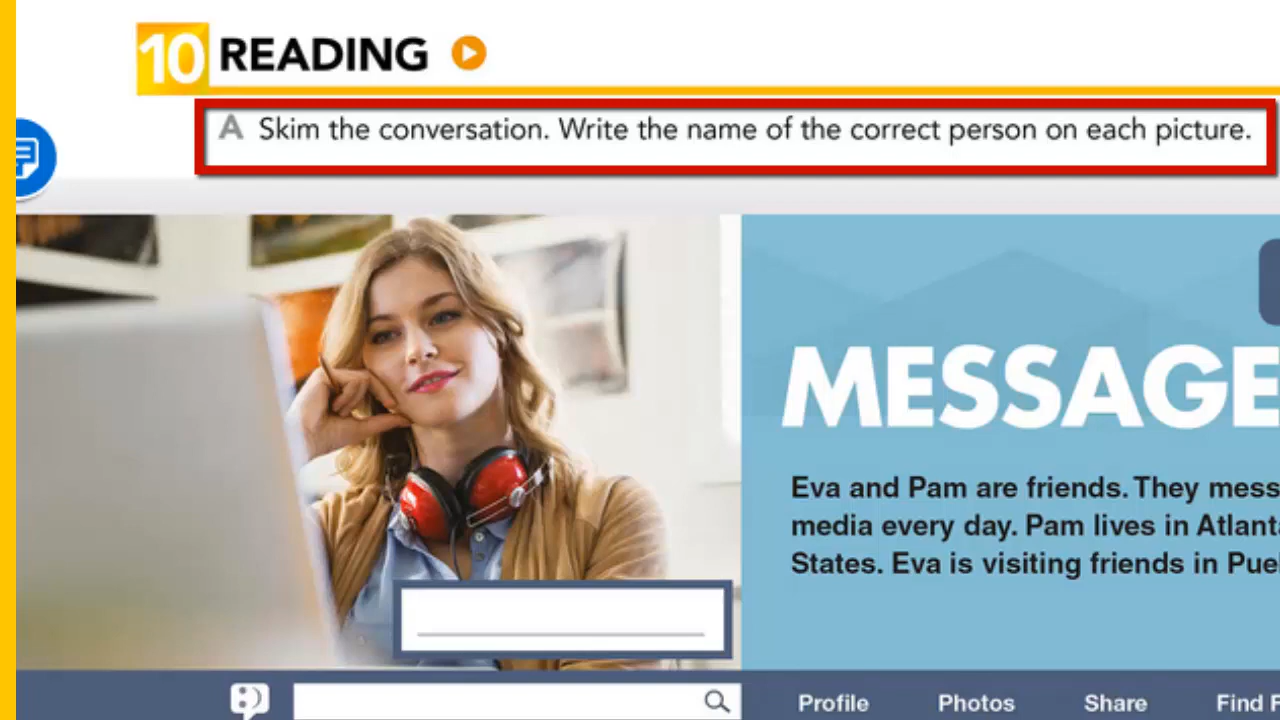 10 READING
A Skim the conversation. Write the name of the correct person on each picture.
MESSAGE
Eva and Pam are friends. They mess
media every day. Pam lives in Atlant
States. Eva is visiting friends in Pue
:) Profile Photos Share Find F